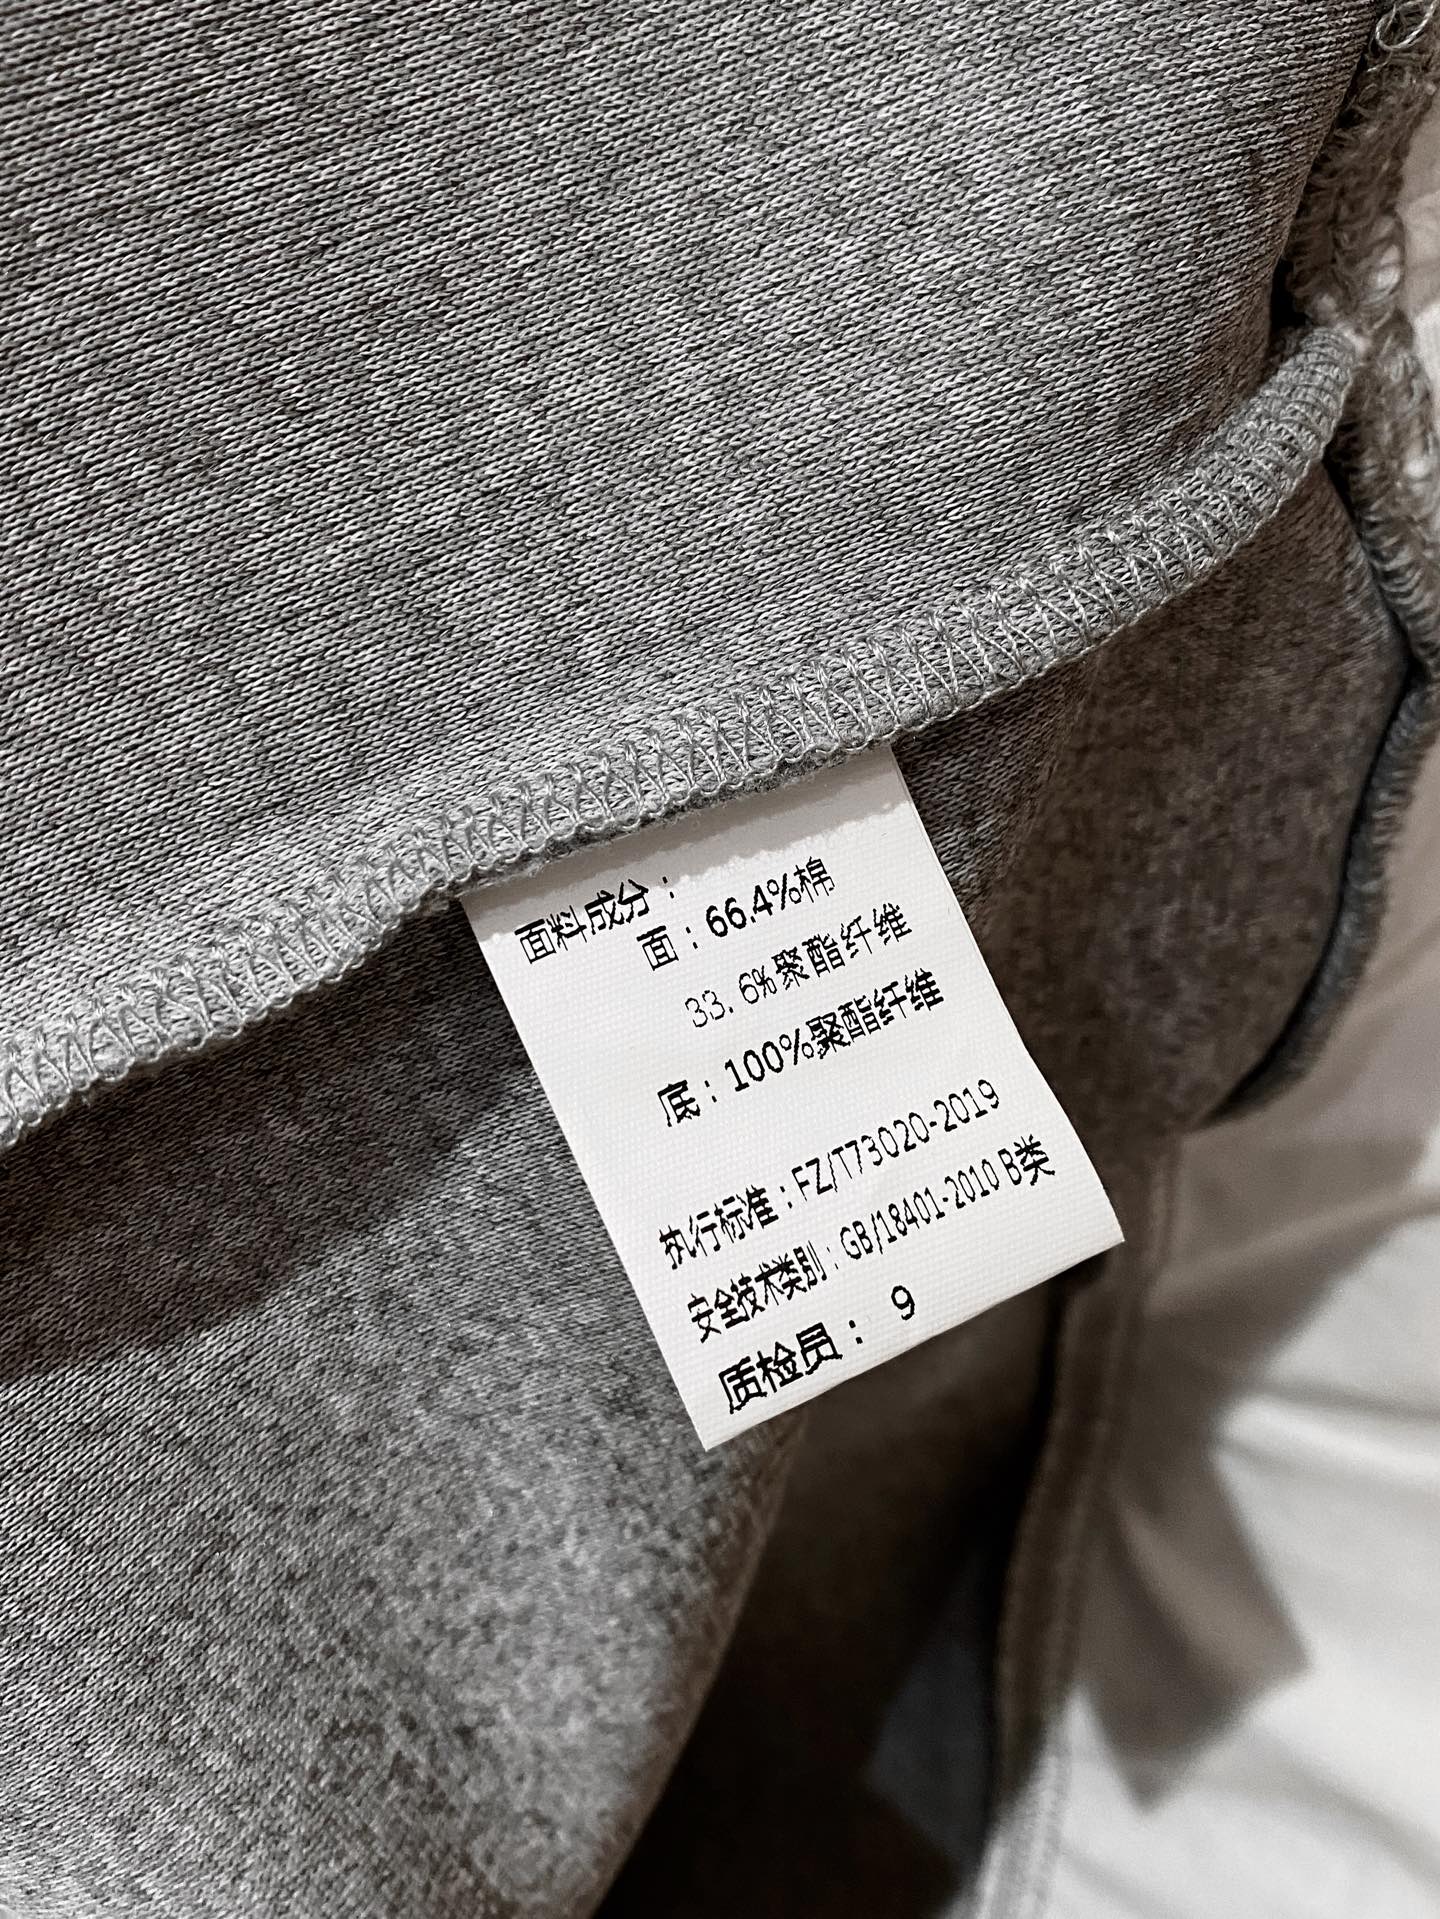 面料成分：
面：66.4%棉
33.6%聚酯纤维
底：100%聚酯纤维
执行标准：FZ/T73020-2019
安全技术类别：GB/18401-2010 B类
质检员：9